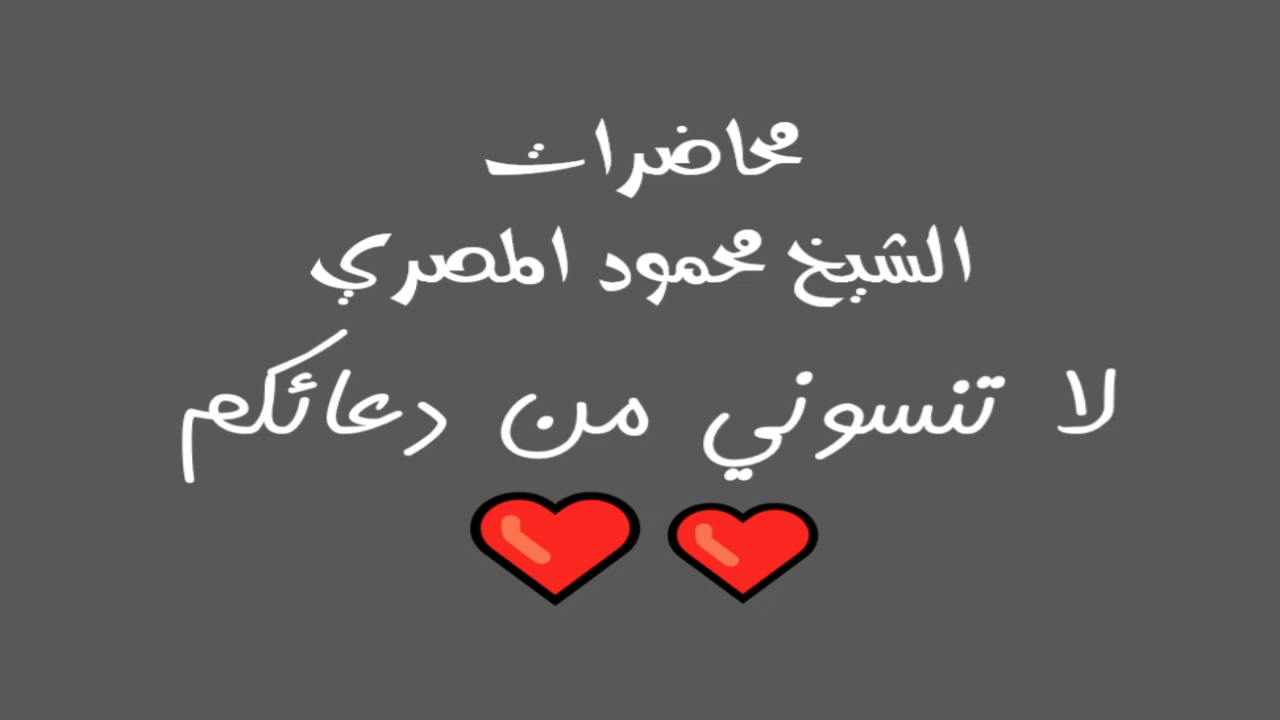 محاضرات
الشيخ محمود المصري
لا تنسوني من دعائكم